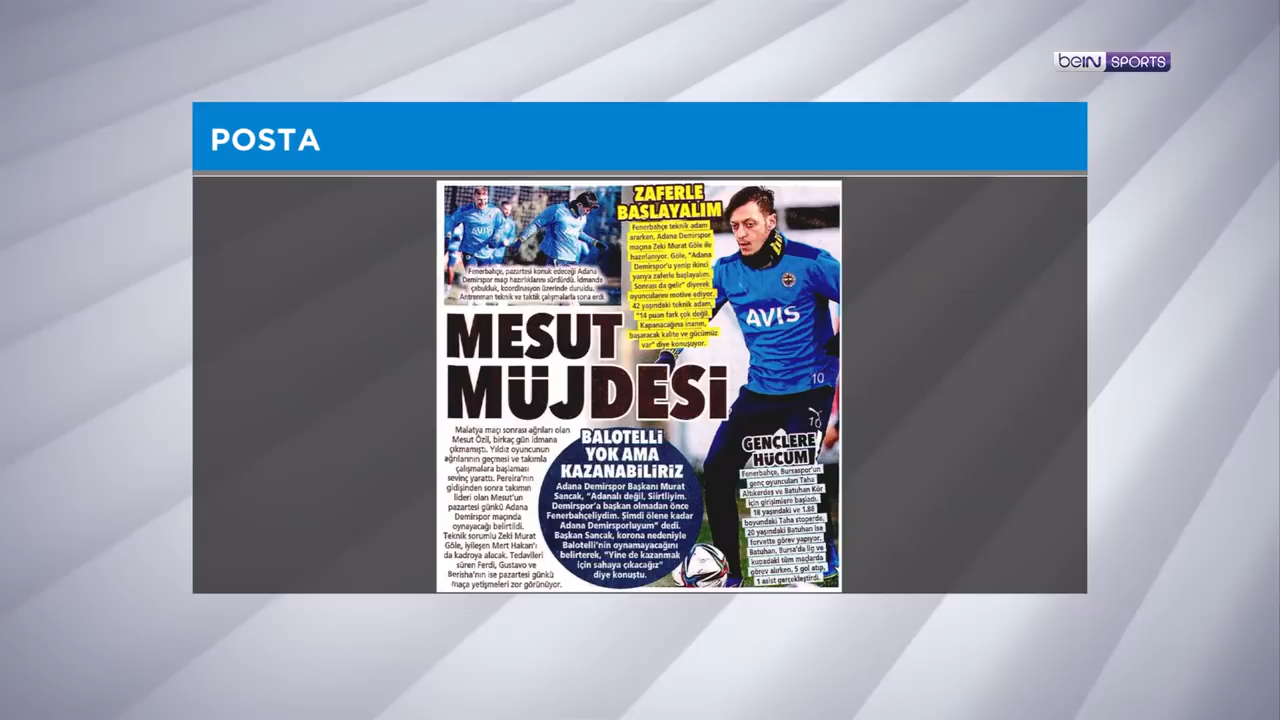 beIN SPORTS
POSTA
ZAFERLE
BAŞLAYALIM
Fenerbahçe teknik adam
ararken, Adana Demirspor
maçına Zeki Murat Göle ile
hazırlanıyor. Göle, "Adana
Demirspor'u yenip ikinci
yarıya zaferle başlayalım.
Sonrası da gelir" diyerek
oyuncularını motive ediyor.
42 yaşındaki teknik adam,
"14 puan fark çok değil.
Kapanacağına inanın,
başaracak kalite ve gücümüz
var" diye konuşuyor.
Fenerbahçe, pazartesi konuk edeceği Adana
Demirspor maçı hazırlıklarını sürdürdü. İdmanda
çabukluk, koordinasyon üzerinde duruldu.
Antrenman teknik ve taktik çalışmalarla sona erdi.
MESUT
MÜJDESİ
AVIS
10
10
Malatya maçı sonrası ağrıları olan
Mesut Özil, birkaç gün idmana
çıkmamıştı. Yıldız oyuncunun
ağrılarının geçmesi ve takımla
çalışmalara başlaması
sevinç yarattı. Pereira'nın
gidişinden sonra takımın
lideri olan Mesut'un
pazartesi günkü Adana
Demirspor maçında
oynayacağı belirtildi.
Teknik sorumlu Zeki Murat
Göle, iyileşen Mert Hakan'ı
da kadroya alacak. Tedavileri
süren Ferdi, Gustavo ve
Berisha'nın ise pazartesi günkü
maça yetişmeleri zor görünüyor.
BALOTELLİ
YOK AMA
KAZANABİLİRİZ
Adana Demirspor Başkanı Murat
Sancak, "Adanalı değil, Siirtliyim.
Demirspor'a başkan olmadan önce
Fenerbahçeliydim. Şimdi ölene kadar
Adana Demirsporluyum" dedi.
Başkan Sancak, korona nedeniyle
Balotelli'nin oynamayacağını
belirterek, "Yine de kazanmak
için sahaya çıkacağız"
diye konuştu.
GENÇLERE
HÜCUM
Fenerbahçe, Bursaspor'un
genç oyuncuları Taha
Altıkardeş ve Batuhan Kör
için girişimlere başladı.
18 yaşındaki ve 1.88
boyundaki Taha stoperde,
20 yaşındaki Batuhan ise
forvette görev yapıyor.
Batuhan, Bursa'da lig ve
kupadaki tüm maçlarda
görev alırken, 5 gol atıp,
1 asist gerçekleştirdi.